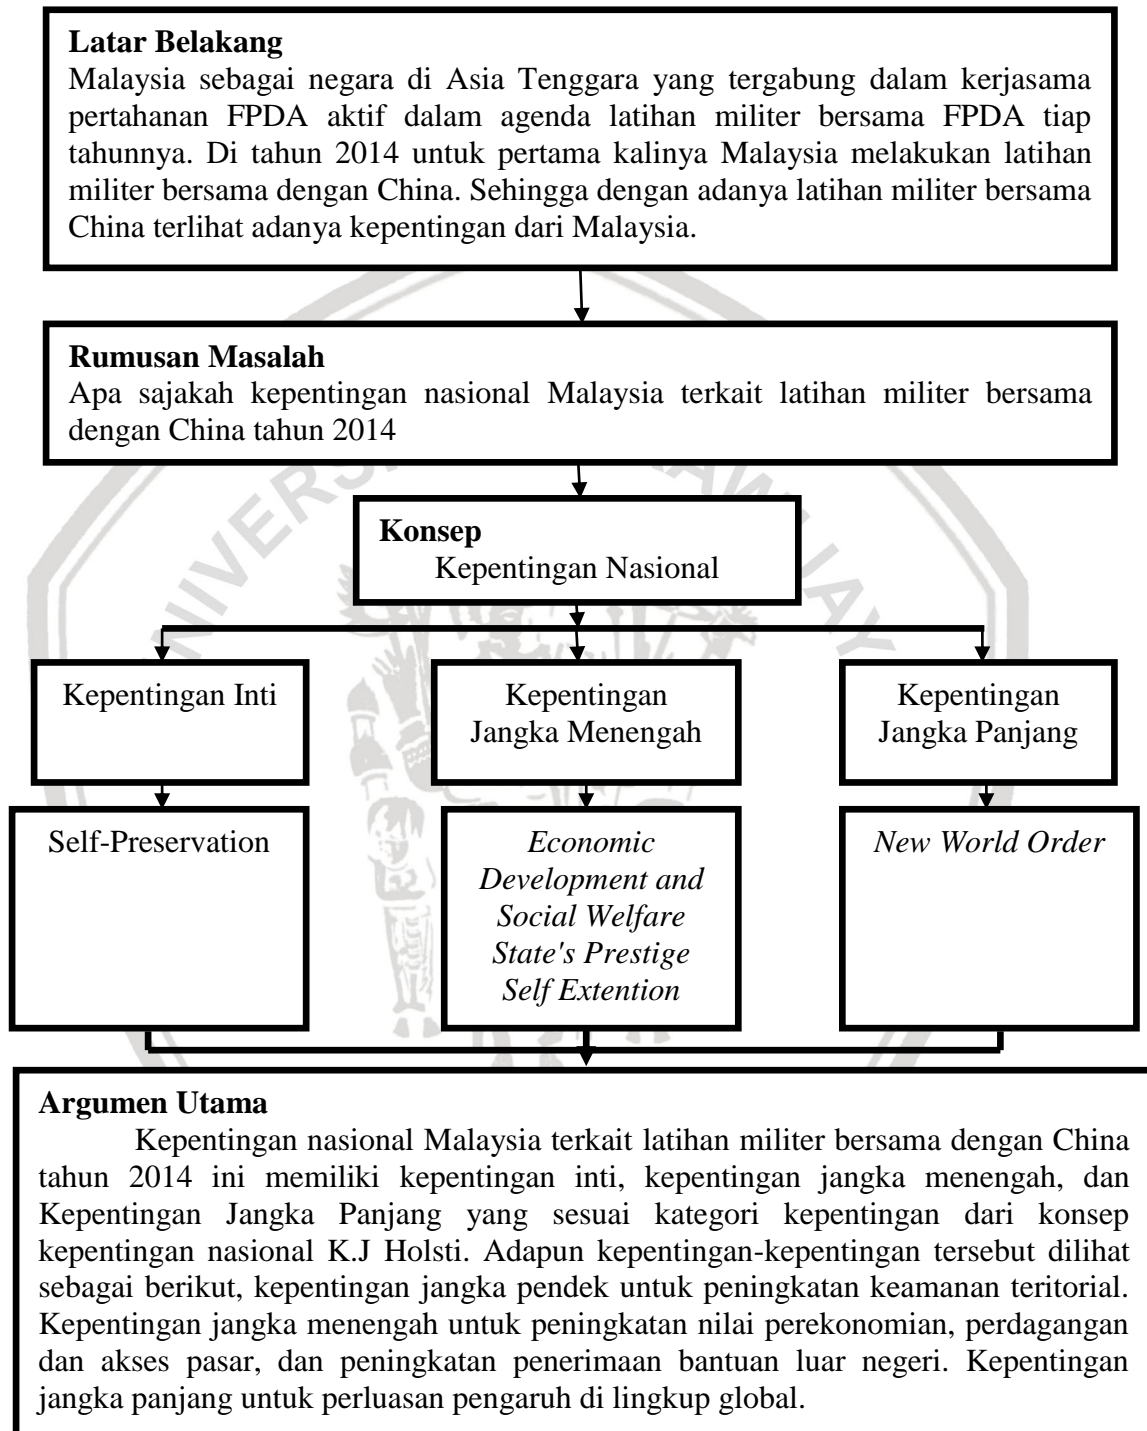 Latar Belakang
Malaysia sebagai negara di Asia Tenggara yang tergabung dalam kerjasama
pertahanan FPDA aktif dalam agenda latihan militer bersama FPDA tiap
tahunnya. Di tahun 2014 untuk pertama kalinya Malaysia melakukan latihan
militer bersama dengan China. Sehingga dengan adanya latihan militer bersama
China terlihat adanya kepentingan dari Malaysia.
Rumusan Masalah
Apa sajakah kepentingan nasional Malaysia terkait latihan militer bersama
dengan China tahun 2014
Konsep
Kepentingan Nasional
Kepentingan Inti
Kepentingan
Jangka Menengah
Kepentingan
Jangka Panjang
Self-Preservation
Economic
Development and
Social Welfare
State's Prestige
Self Extention
New World Order
Argumen Utama
Kepentingan nasional Malaysia terkait latihan militer bersama dengan China
tahun 2014 ini memiliki kepentingan inti, kepentingan jangka menengah, dan
Kepentingan Jangka Panjang yang sesuai kategori kepentingan dari konsep
kepentingan nasional K.J Holsti. Adapun kepentingan-kepentingan tersebut dilihat
sebagai berikut, kepentingan jangka pendek untuk peningkatan keamanan teritorial.
Kepentingan jangka menengah untuk peningkatan nilai perekonomian, perdagangan
dan akses pasar, dan peningkatan penerimaan bantuan luar negeri. Kepentingan
jangka panjang untuk perluasan pengaruh di lingkup global.